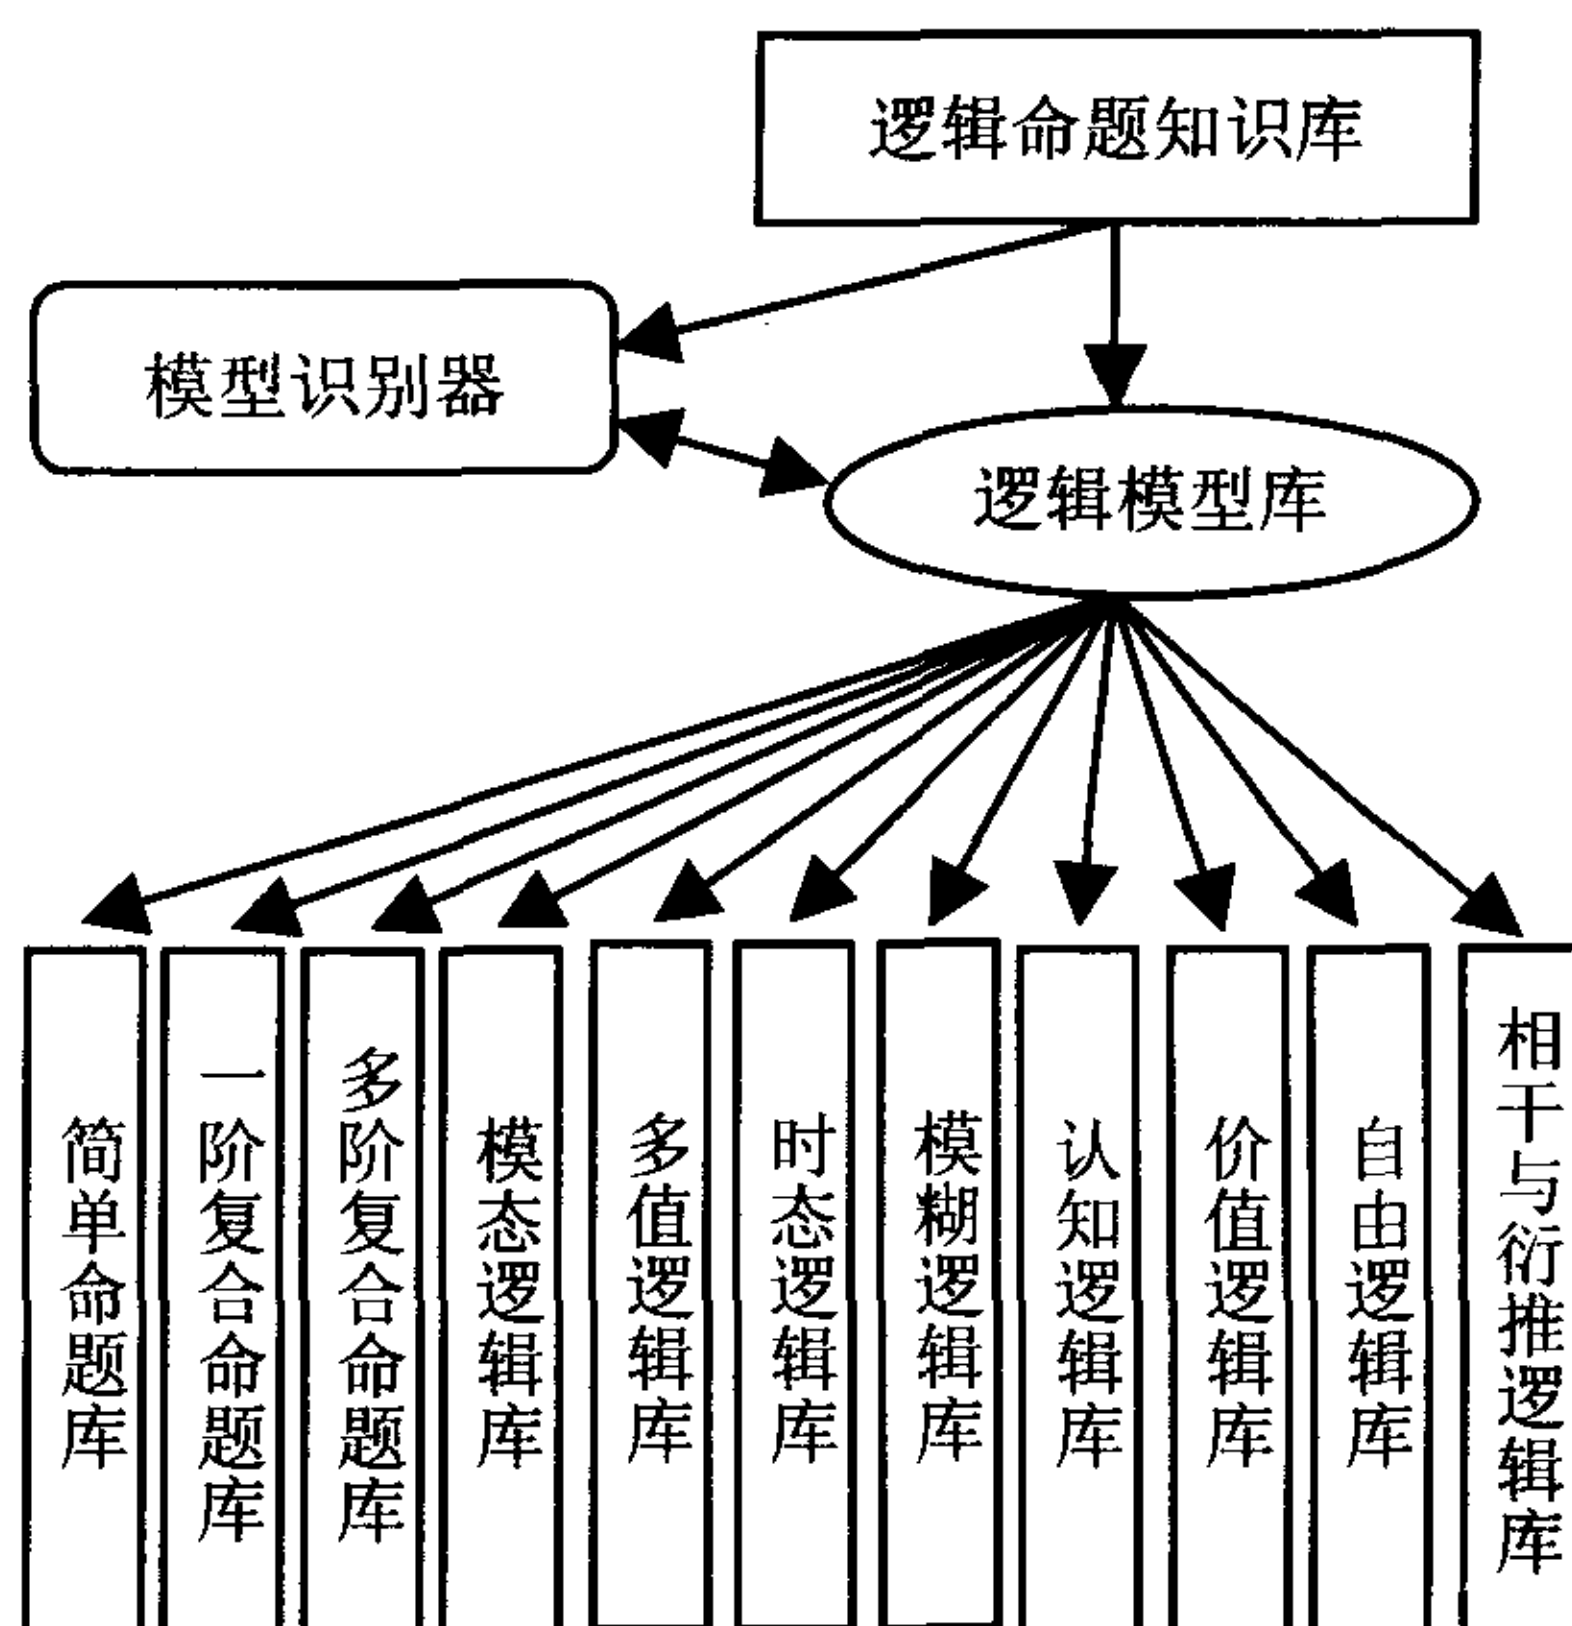 逻辑命题知识库
模型识别器
逻辑模型库
简单命题库
一阶复合命题库
多阶复合命题库
模态逻辑库
多值逻辑库
时态逻辑库
模糊逻辑库
认知逻辑库
价值逻辑库
自由逻辑库
相干与衍推逻辑库